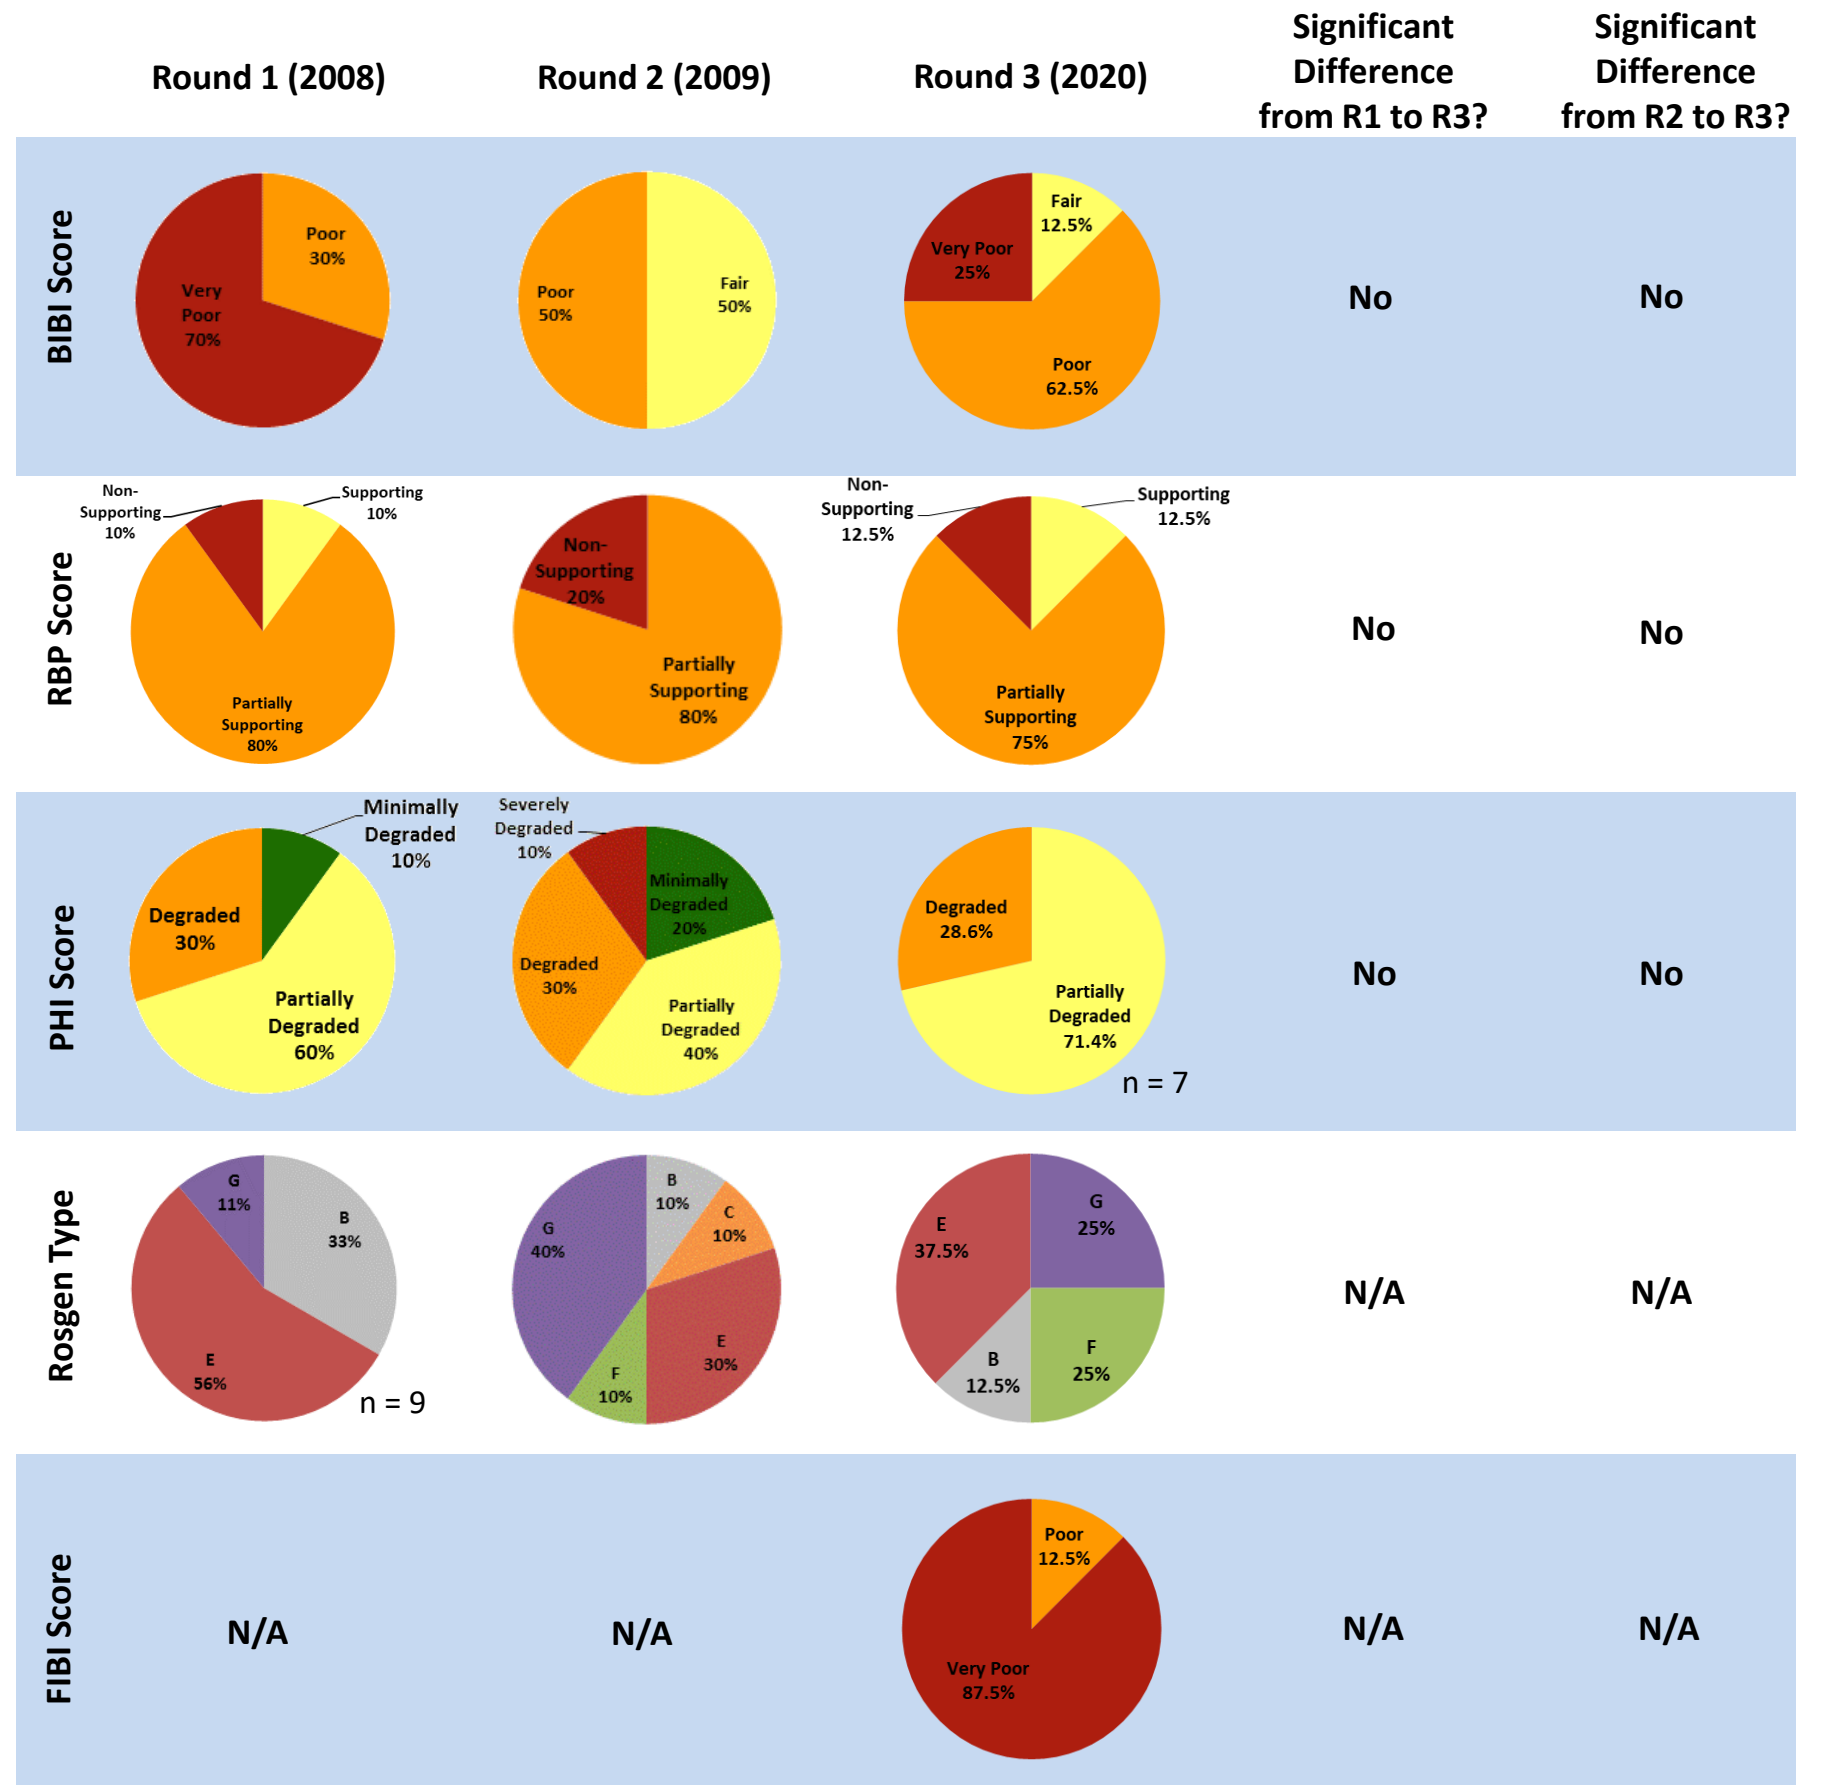 Round 1 (2008)
Round 2 (2009)
Round 3 (2020)
Significant
Difference
from R1 to R3?
Significant
Difference
from R2 to R3?
BIBI Score
Poor
30%
Very
Poor
70%
Poor
50%
Fair
50%
Fair
12.5%
Very Poor
25%
Poor
62.5%
No
No
RBP Score
Non-
Supporting
10%
Supporting
10%
Partially
Supporting
80%
Non-
Supporting
20%
Partially
Supporting
80%
Non-
Supporting
12.5%
Supporting
12.5%
Partially
Supporting
75%
No
No
PHI Score
Minimally
Degraded
10%
Degraded
30%
Partially
Degraded
60%
Severely
Degraded
10%
Minimally
Degraded
20%
Degraded
30%
Partially
Degraded
40%
Degraded
28.6%
Partially
Degraded
71.4%
n = 7
No
No
Rosgen Type
G
11%
B
33%
E
56%
n = 9
B
10%
C
10%
G
40%
E
30%
F
10%
G
25%
E
37.5%
B
12.5%
F
25%
N/A
N/A
FIBI Score
N/A
N/A
Poor
12.5%
Very Poor
87.5%
N/A
N/A